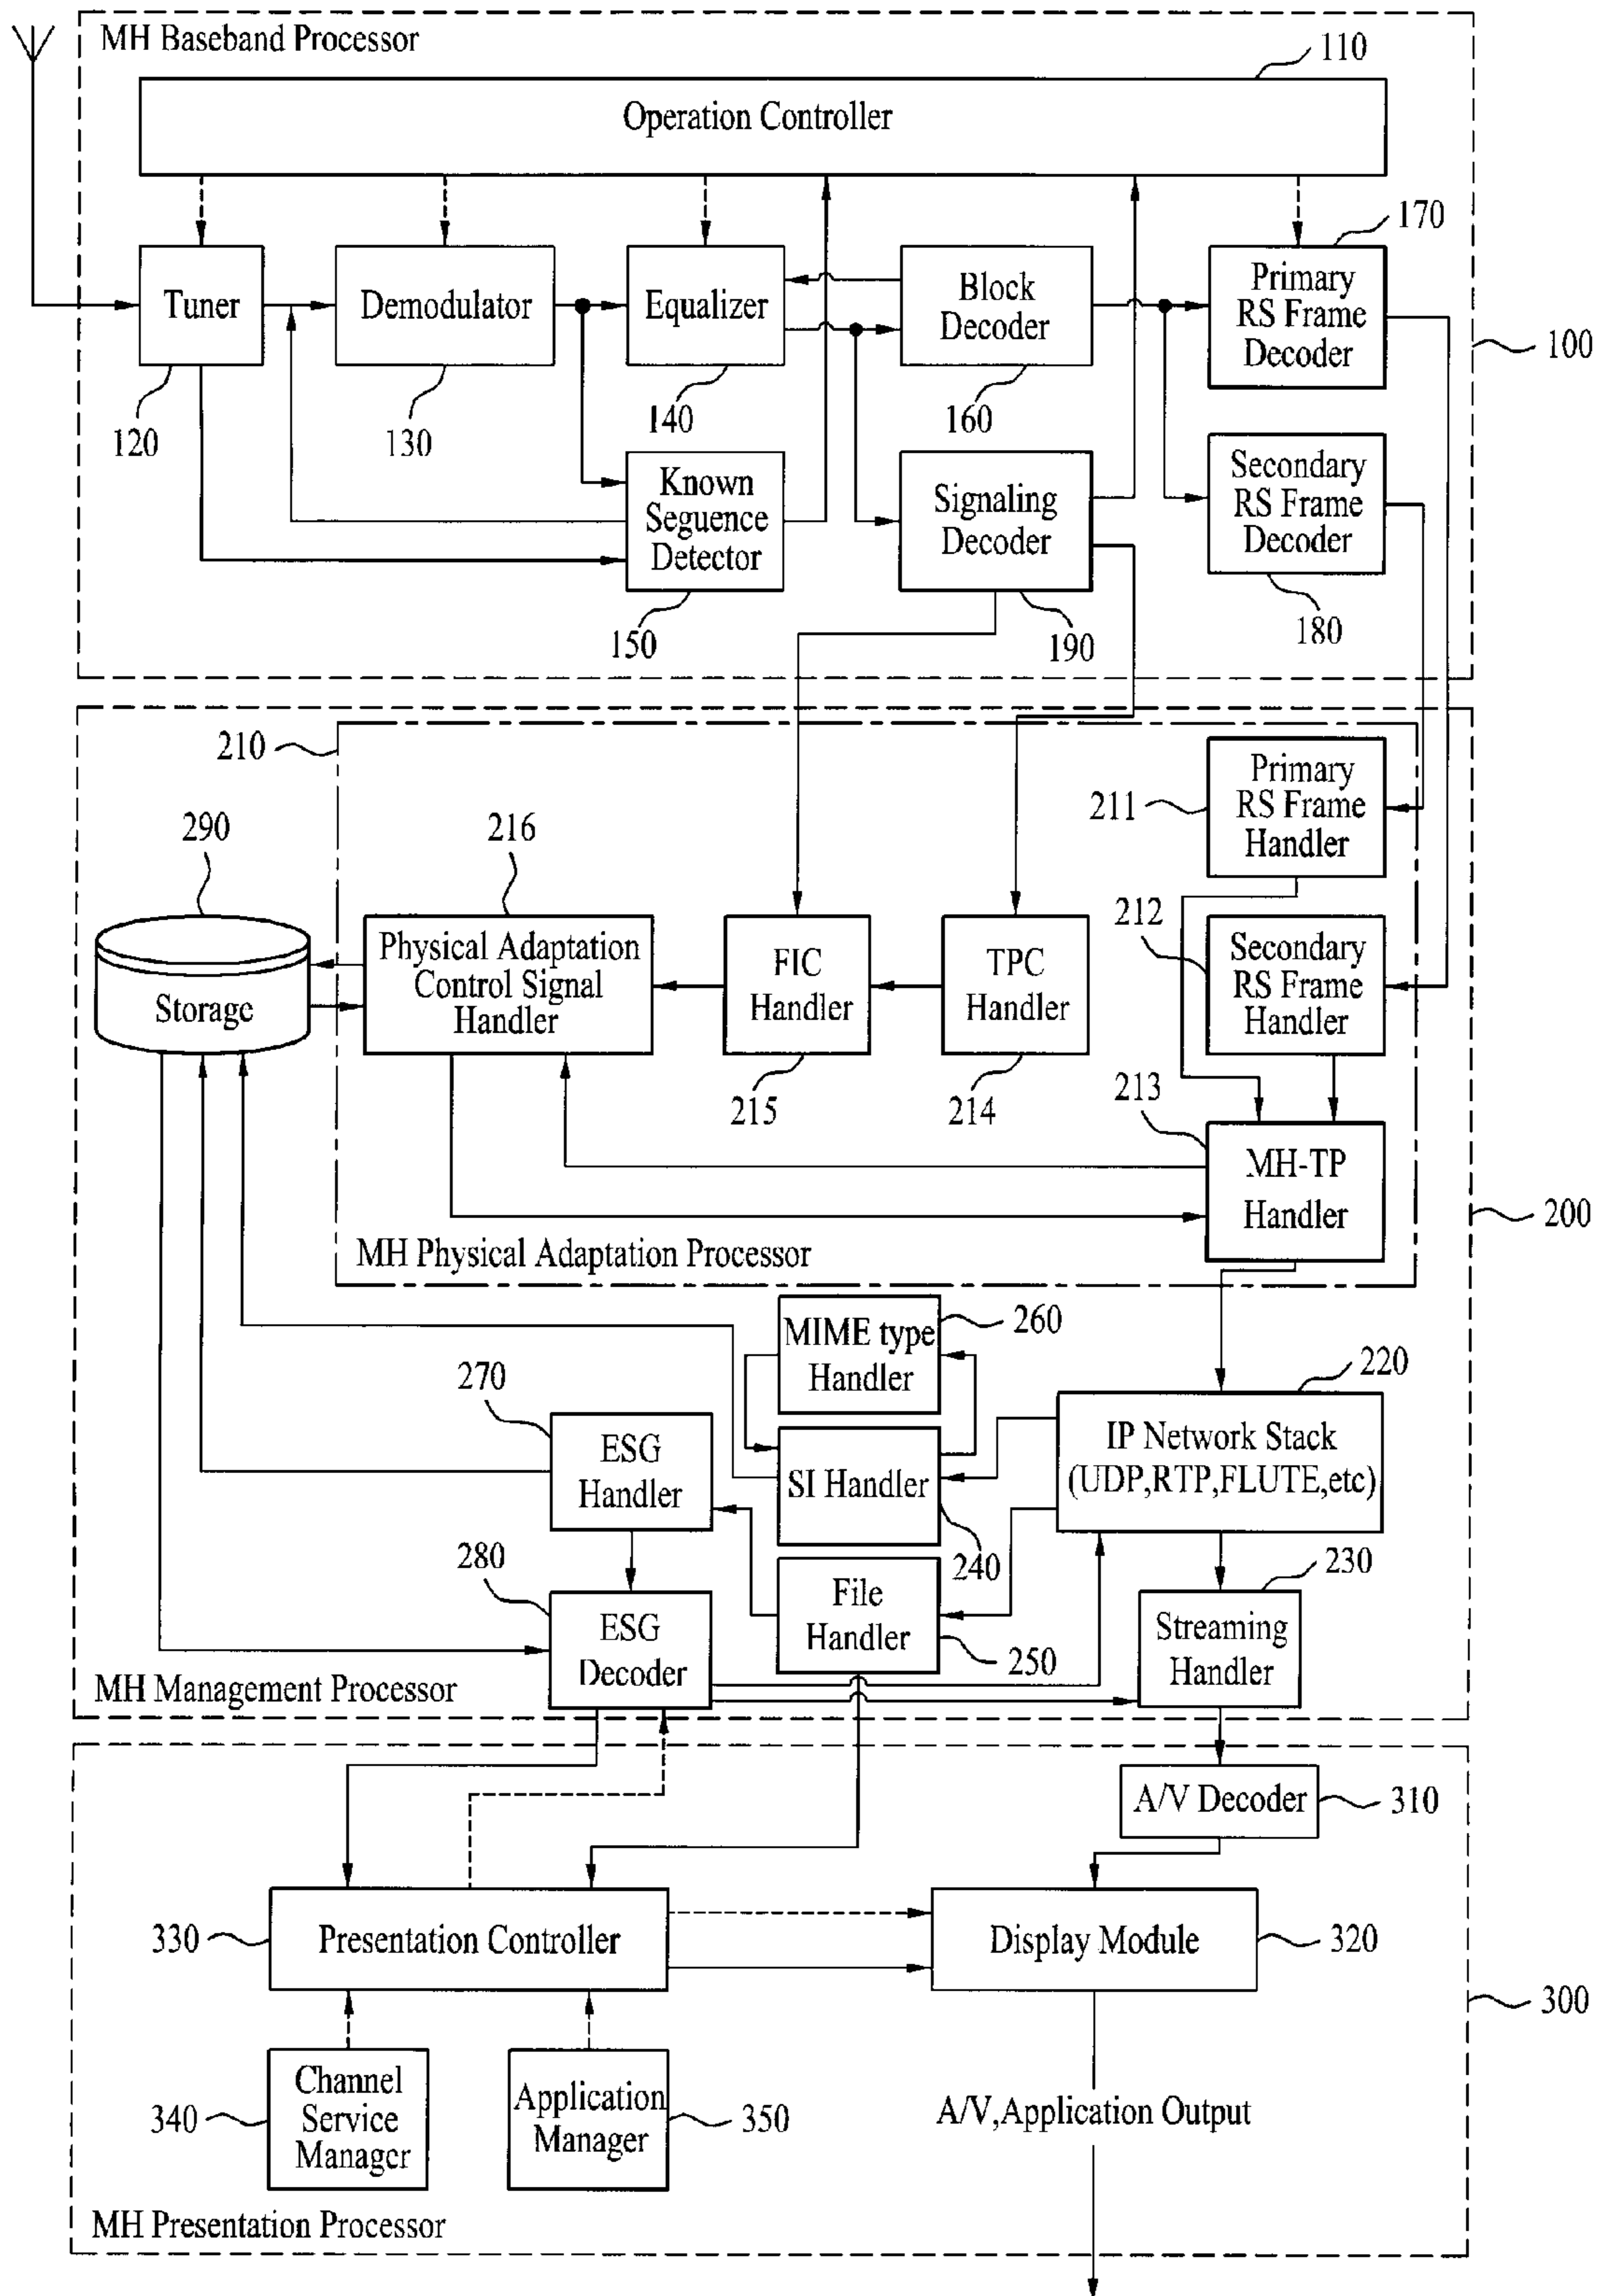 MH Baseband Processor
110
Operation Controller
170
Tuner
Demodulator
Equalizer
Block
Decoder
Primary
RS Frame
Decoder
100
120
130
140
160
Known
Seguence
Detector
Signaling
Decoder
Secondary
RS Frame
Decoder
150
190
180
210
Primary
RS Frame
Handler
211
290
216
212
Storage
Physical Adaptation
Control Signal
Handler
FIC
Handler
TPC
Handler
Secondary
RS Frame
Handler
215
214
213
MH-TP
Handler
200
MH Physical Adaptation Processor
MIME type
Handler
260
270
220
ESG
Handler
SI Handler
IP Network Stack
(UDP,RTP,FLUTE,etc)
280
240
230
ESG
Decoder
File
Handler
250
Streaming
Handler
MH Management Processor
A/V Decoder
310
330
Presentation Controller
Display Module
320
300
340
Channel
Service
Manager
Application
Manager
350
A/V,Application Output
MH Presentation Processor